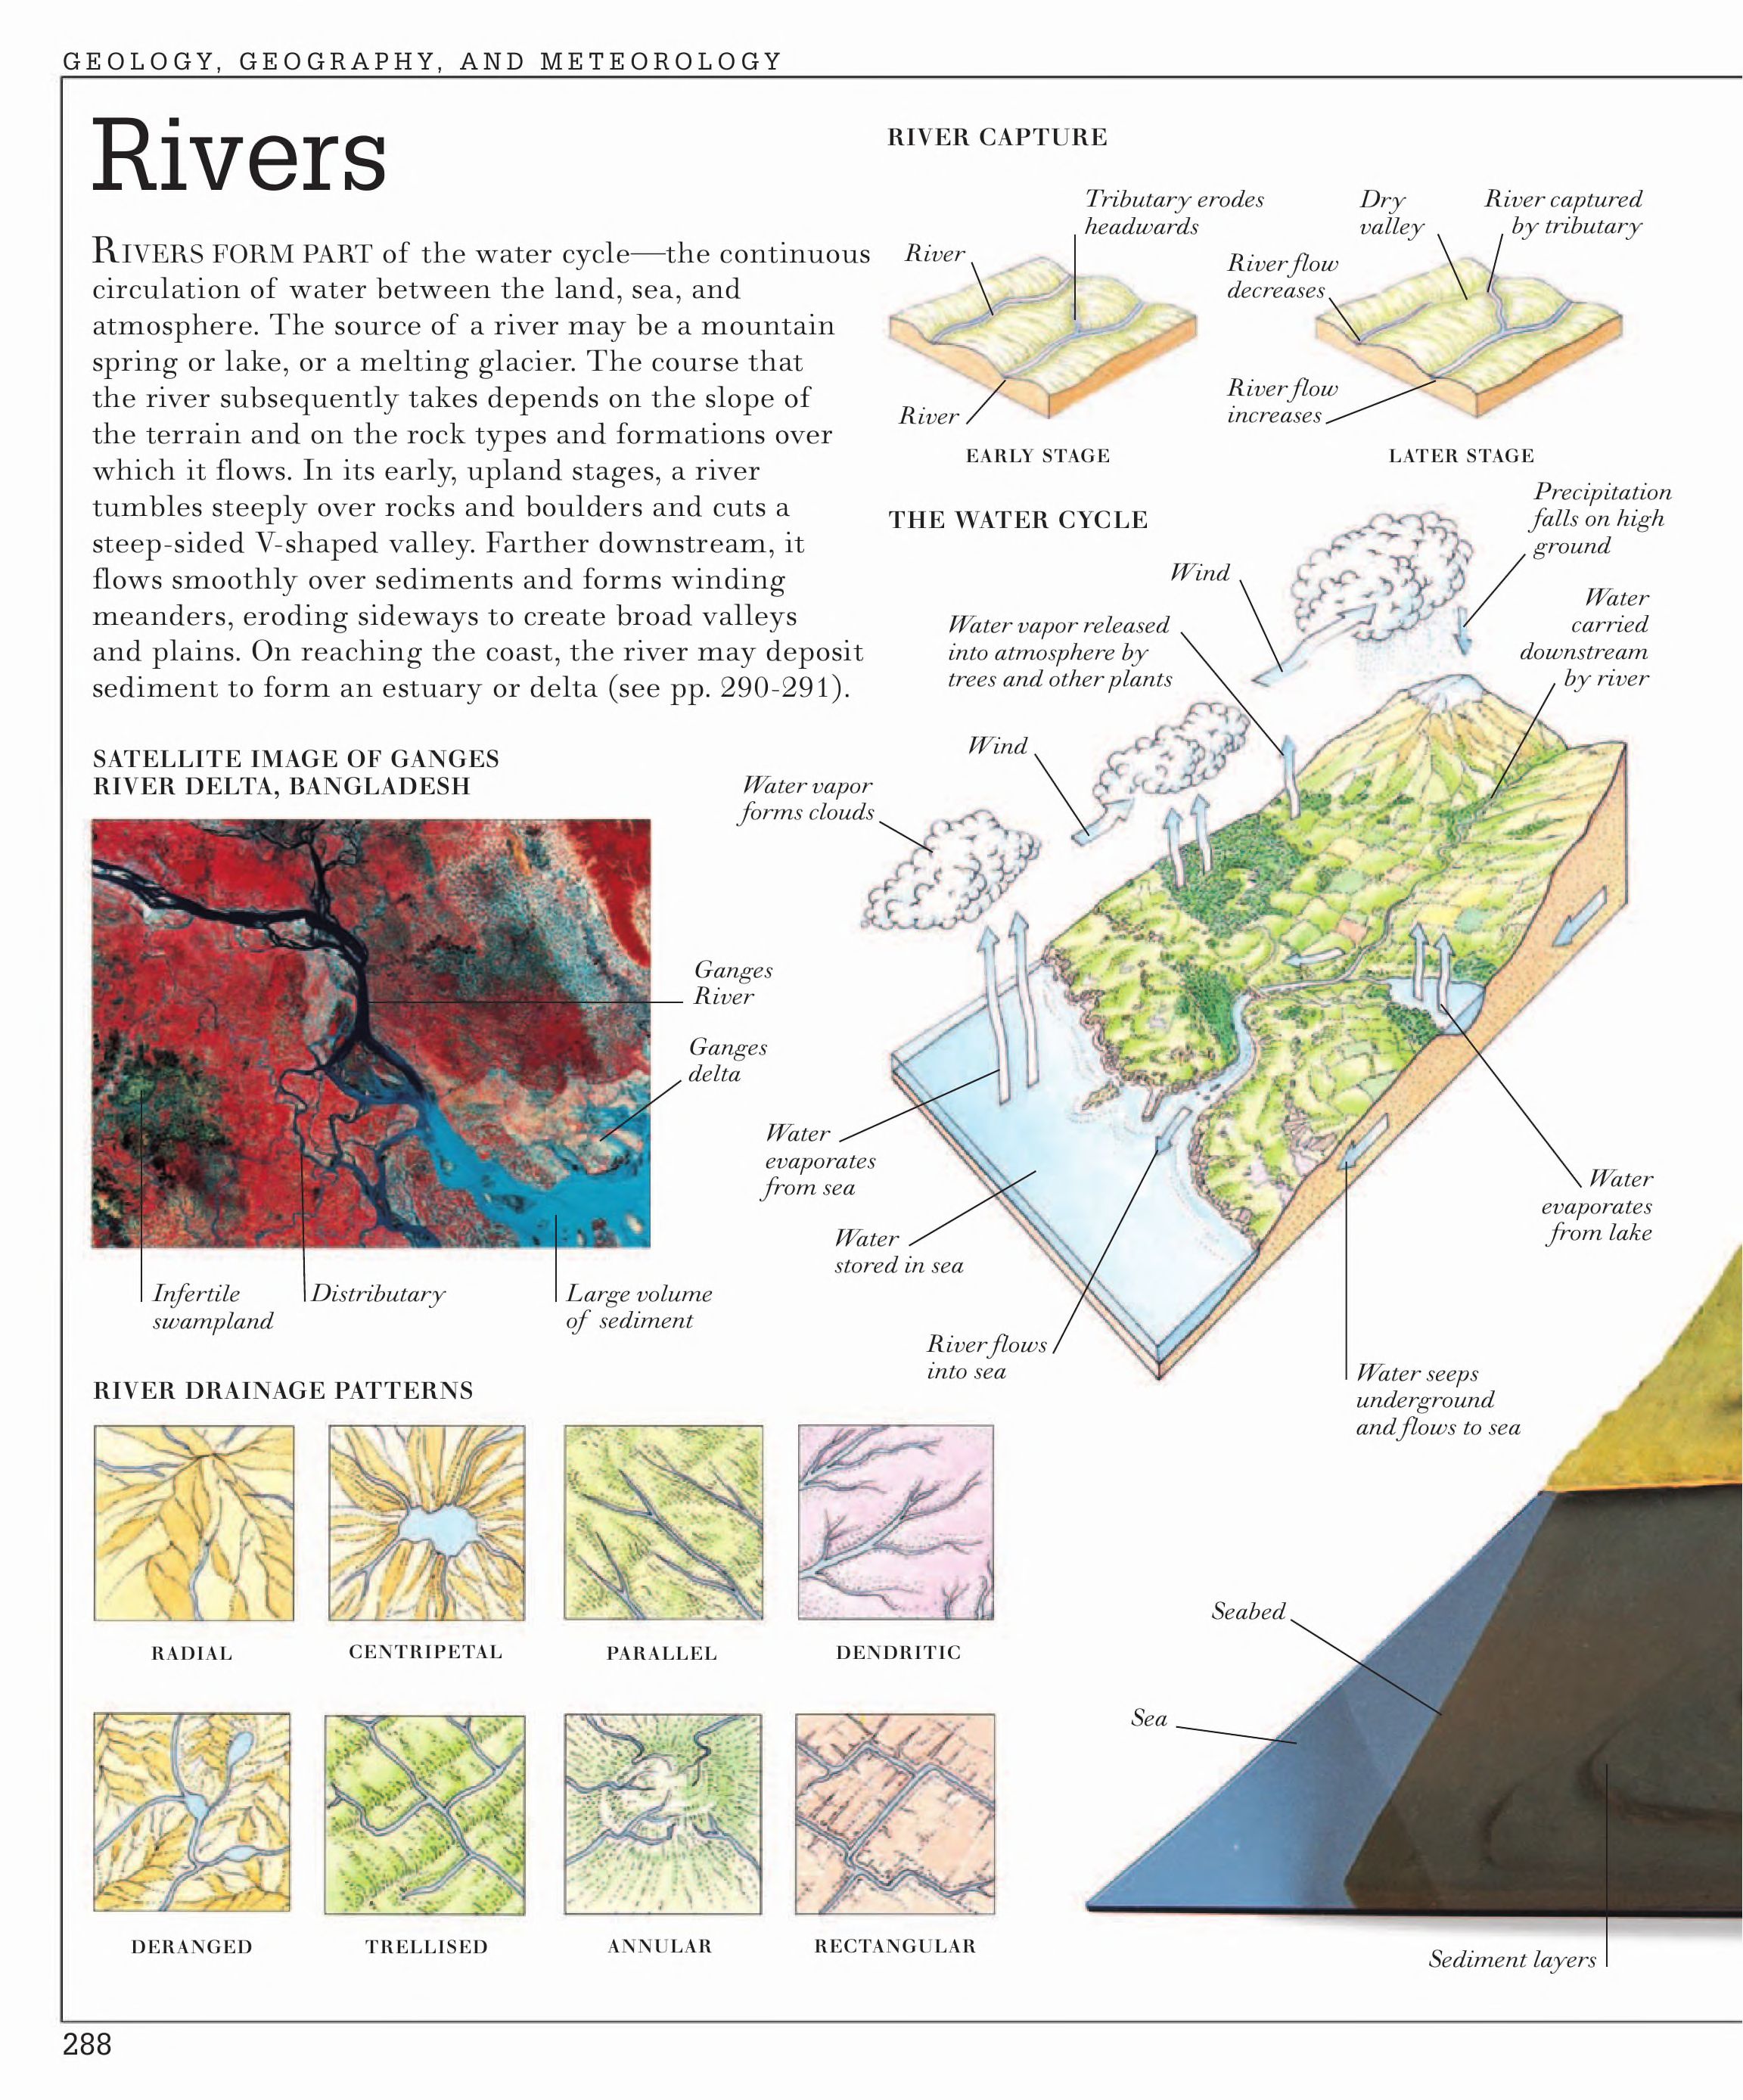 GEOLOGY, GEOGRAPHY, AND METEOROLOGY
Rivers
RIVERS FORM PART of the water cycle—the continuous
circulation of water between the land, sea, and
atmosphere. The source of a river may be a mountain
spring or lake, or a melting glacier. The course that
the river subsequently takes depends on the slope of
the terrain and on the rock types and formations over
which it flows. In its early, upland stages, a river
tumbles steeply over rocks and boulders and cuts a
steep-sided V-shaped valley. Farther downstream, it
flows smoothly over sediments and forms winding
meanders, eroding sideways to create broad valleys
and plains. On reaching the coast, the river may deposit
sediment to form an estuary or delta (see pp. 290-291).
RIVER CAPTURE
River
Tributary erodes
headwards
River
EARLY STAGE
Dry
valley
River captured
by tributary
River flow
decreases
River flow
increases
LATER STAGE
THE WATER CYCLE
Precipitation
falls on high
ground
Wind
Water
carried
downstream
by river
Water vapor released
into atmosphere by
trees and other plants
Wind
Water vapor
forms clouds
Water
evaporates
from sea
Water
stored in sea
River flows
into sea
Water
evaporates
from lake
Water seeps
underground
and flows to sea
SATELLITE IMAGE OF GANGES
RIVER DELTA, BANGLADESH
Ganges
River
Ganges
delta
Infertile
swampland
Distributary
Large volume
of sediment
RIVER DRAINAGE PATTERNS
RADIAL
CENTRIPETAL
PARALLEL
DENDRITIC
DERANGED
TRELLISED
ANNULAR
RECTANGULAR
Seabed
Sea
Sediment layers
288